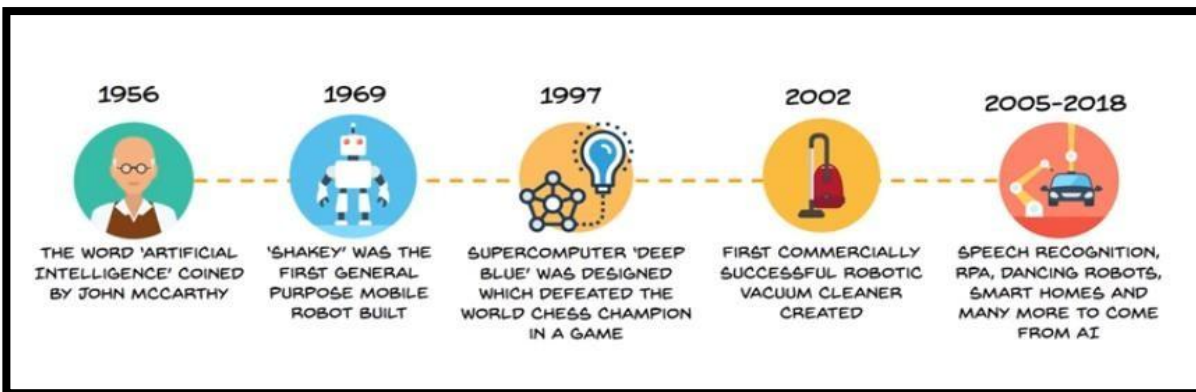 1956
THE WORD 'ARTIFICIAL
INTELLIGENCE' COINED
BY JOHN MCCARTHY
1969
'SHAKEY' WAS THE
FIRST GENERAL
PURPOSE MOBILE
ROBOT BUILT
1997
SUPERCOMPUTER 'DEEP
BLUE' WAS DESIGNED
WHICH DEFEATED THE
WORLD CHESS CHAMPION
IN A GAME
2002
FIRST COMMERCIALLY
SUCCESSFUL ROBOTIC
VACUUM CLEANER
CREATED
2005-2018
SPEECH RECOGNITION,
RPA, DANCING ROBOTS,
SMART HOMES AND
MANY MORE TO COME
FROM AI